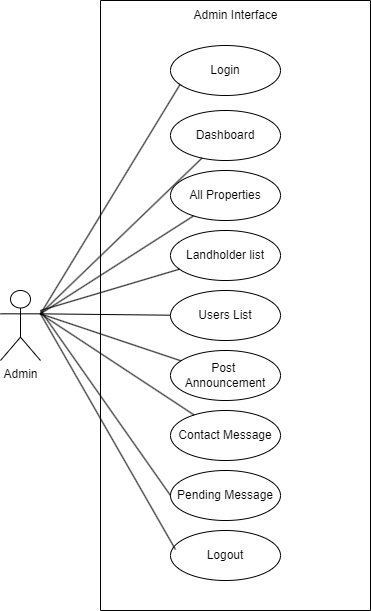 Admin Interface
Login
Dashboard
All Properties
Landholder list
Users List
Post
Announcement
Admin
Contact Message
Pending Message
Logout